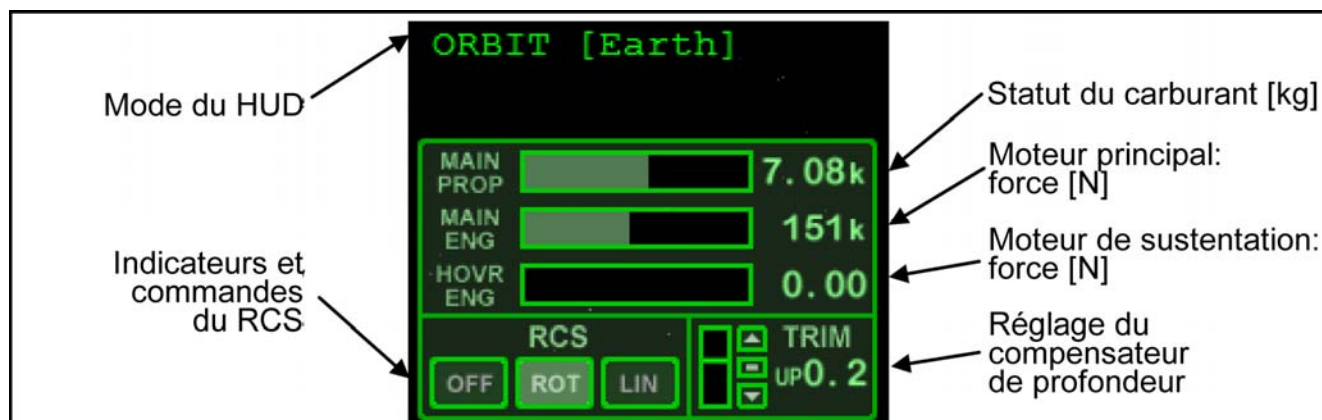 ORBIT [Earth]
Mode du HUD
Statut du carburant [kg]
MAIN
PROP
7.08k
Moteur principal:
force [N]
MAIN
ENG
151k
Moteur de sustentation:
force [N]
HOVR
ENG
0.00
Indicateurs et
commandes
du RCS
RCS
OFF ROT LIN
TRIM
UP0.2
Réglage du
compensateur
de profondeur